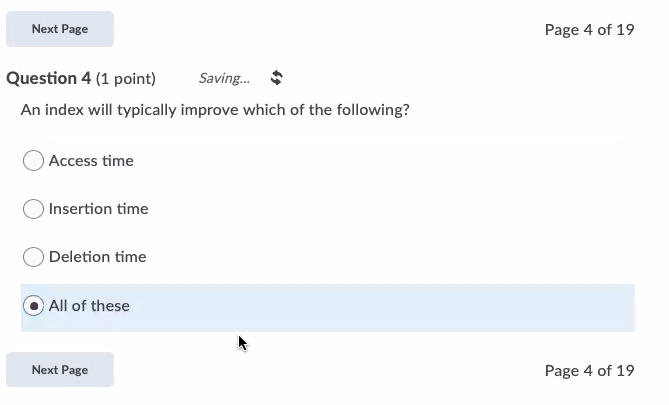 Next Page
Page 4 of 19
Question 4 (1 point) Saving...
An index will typically improve which of the following?
Access time
Insertion time
Deletion time
All of these
Next Page
Page 4 of 19